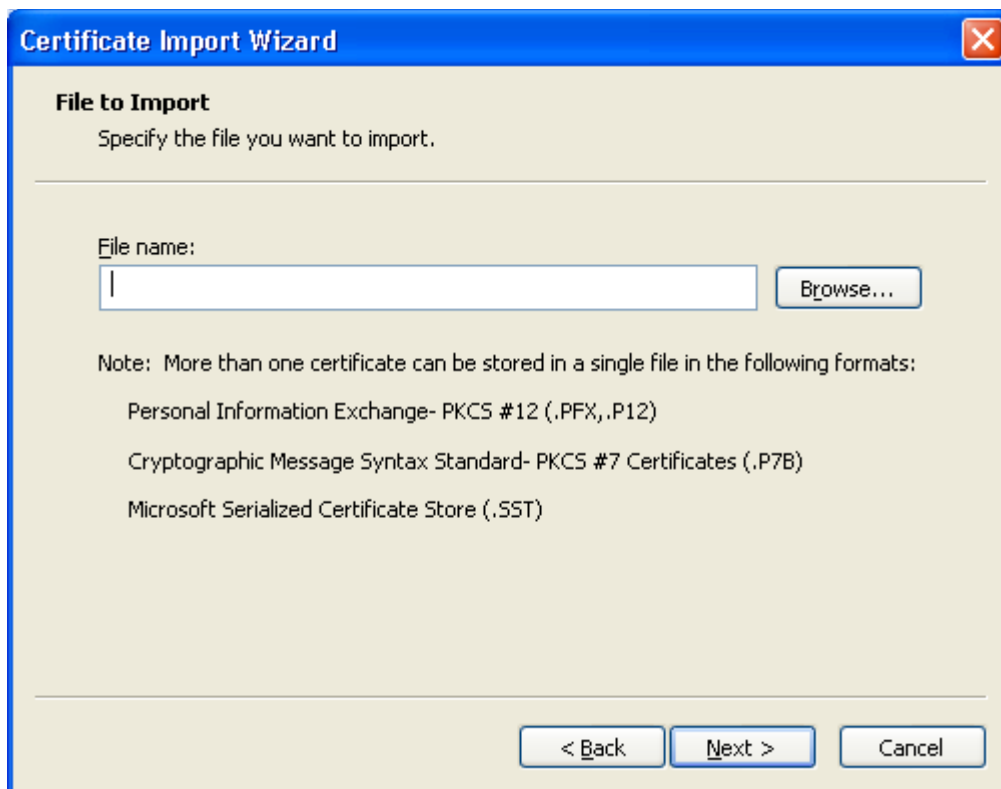 Certificate Import Wizard
File to Import
Specify the file you want to import.
File name:
Browse...
Note: More than one certificate can be stored in a single file in the following formats:
Personal Information Exchange- PKCS #12 (.PFX,.P12)
Cryptographic Message Syntax Standard- PKCS #7 Certificates (.P7B)
Microsoft Serialized Certificate Store (.SST)
< Back
Next >
Cancel